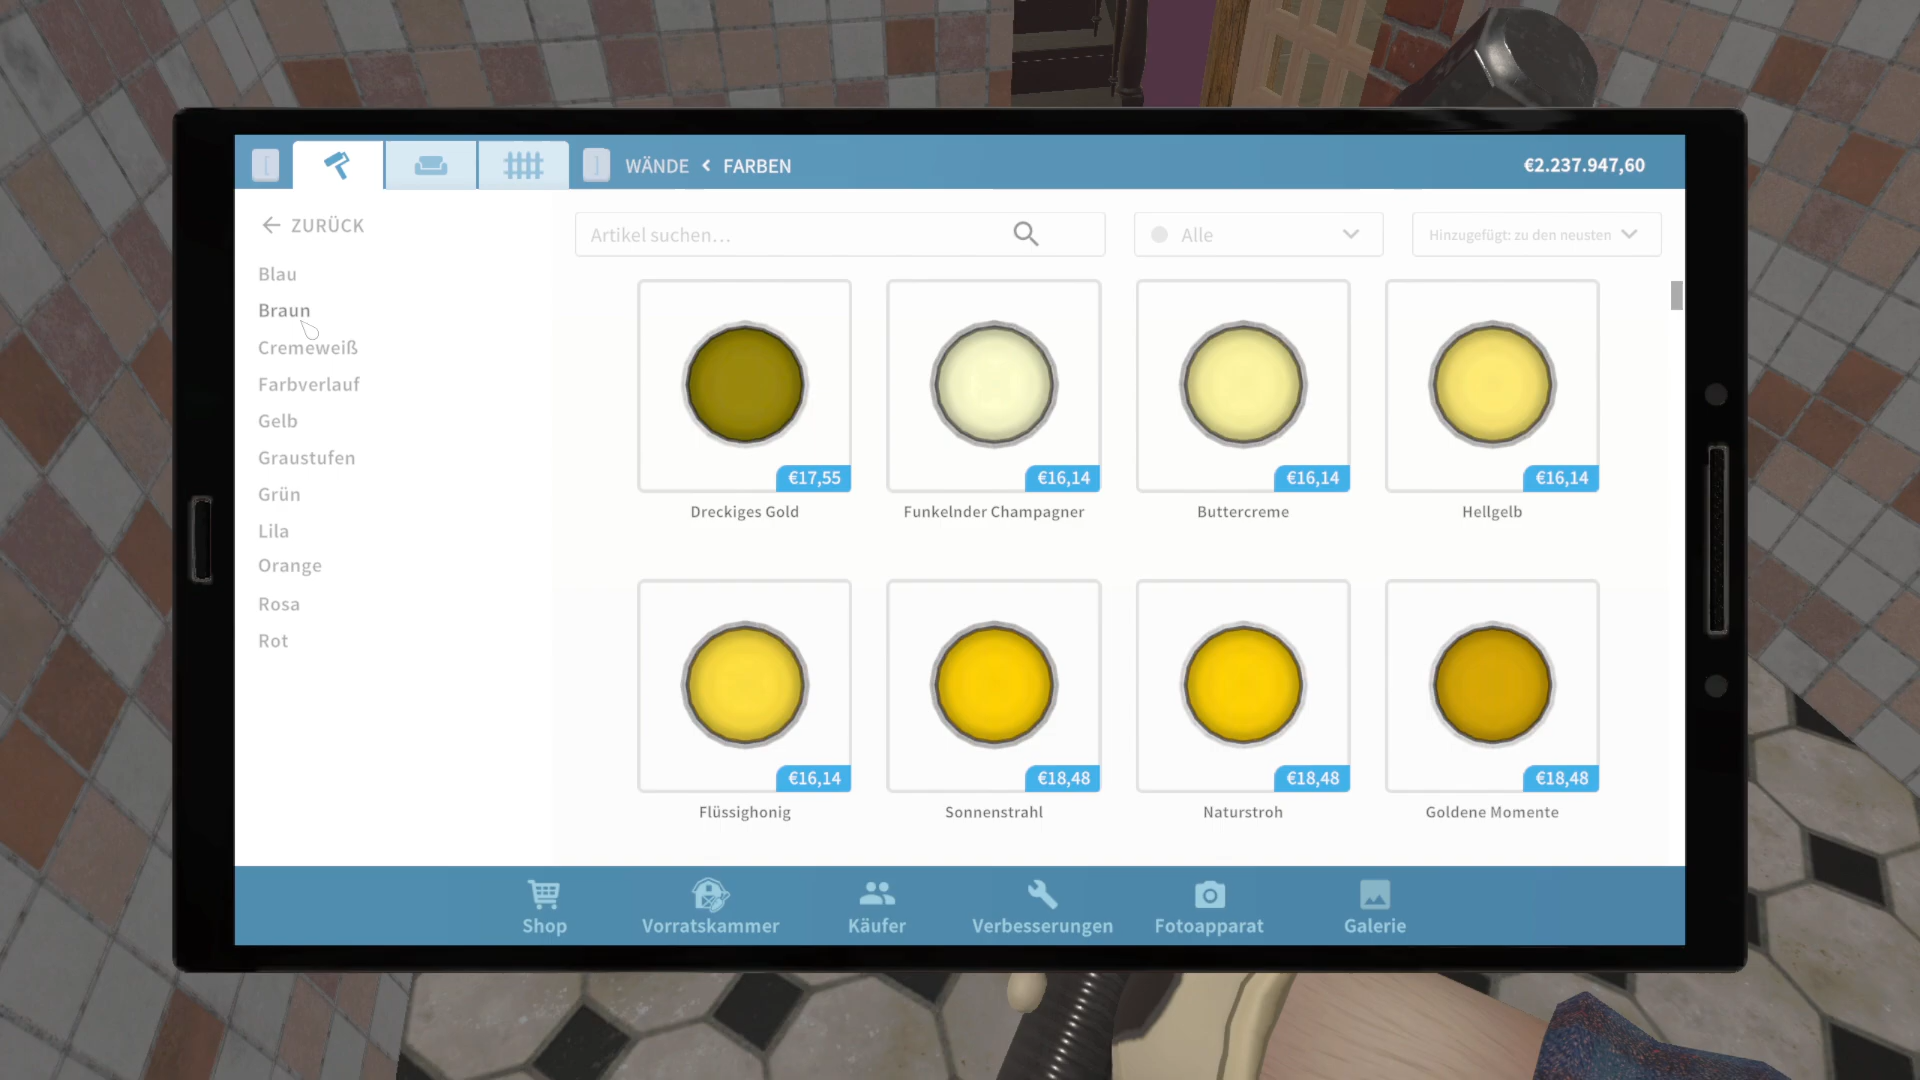 WÄNDE FARBEN
€2.237.947,60
ZURÜCK
Blau
Braun
Cremeweiß
Farbverlauf
Gelb
Graustufen
Grün
Lila
Orange
Rosa
Rot
Artikel suchen...
Alle
Hinzugefügt: zu den neusten
€17,55
€16,14
€16,14
€16,14
Dreckiges Gold
Funkelnder Champagner
Buttercreme
Hellgelb
€16,14
€18,48
€18,48
€18,48
Flüssighonig
Sonnenstrahl
Naturstroh
Goldene Momente
Shop
Vorratskammer
Käufer
Verbesserungen
Fotoapparat
Galerie